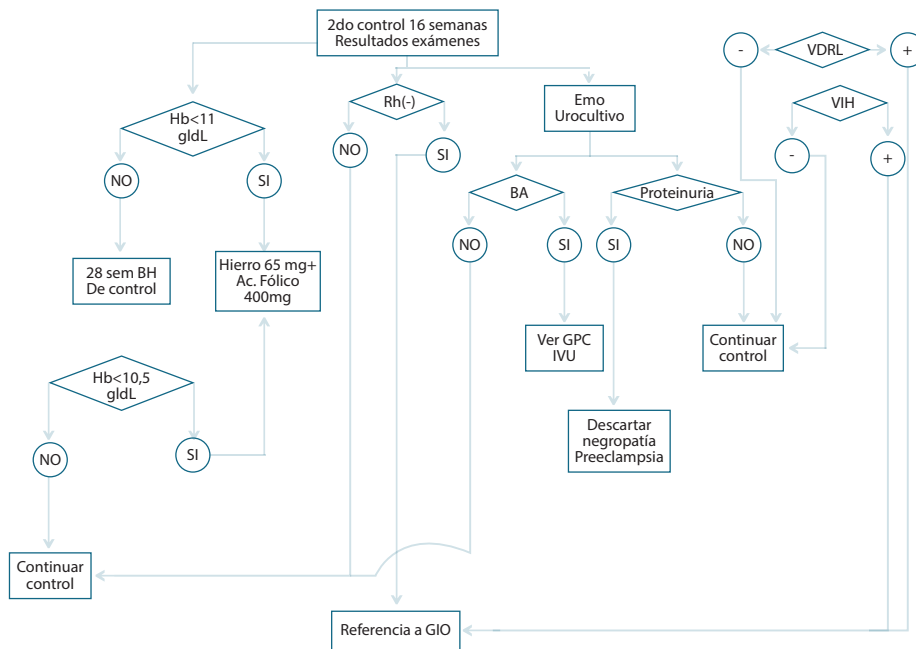 2do control 16 semanas
Resultados exámenes
-
VDRL
+
Hb<11
gldL
Rh(-)
Emo
Urocultivo
VIH
NO
SI
-
+
NO
SI
BA
Proteinuria
NO
SI
SI
NO
28 sem BH
De control
Hierro 65 mg+
Ac. Fólico
400mg
Ver GPC
IVU
Continuar
control
Hb<10,5
gldL
NO
SI
Descartar
negropatía
Preeclampsia
Continuar
control
Referencia a GIO